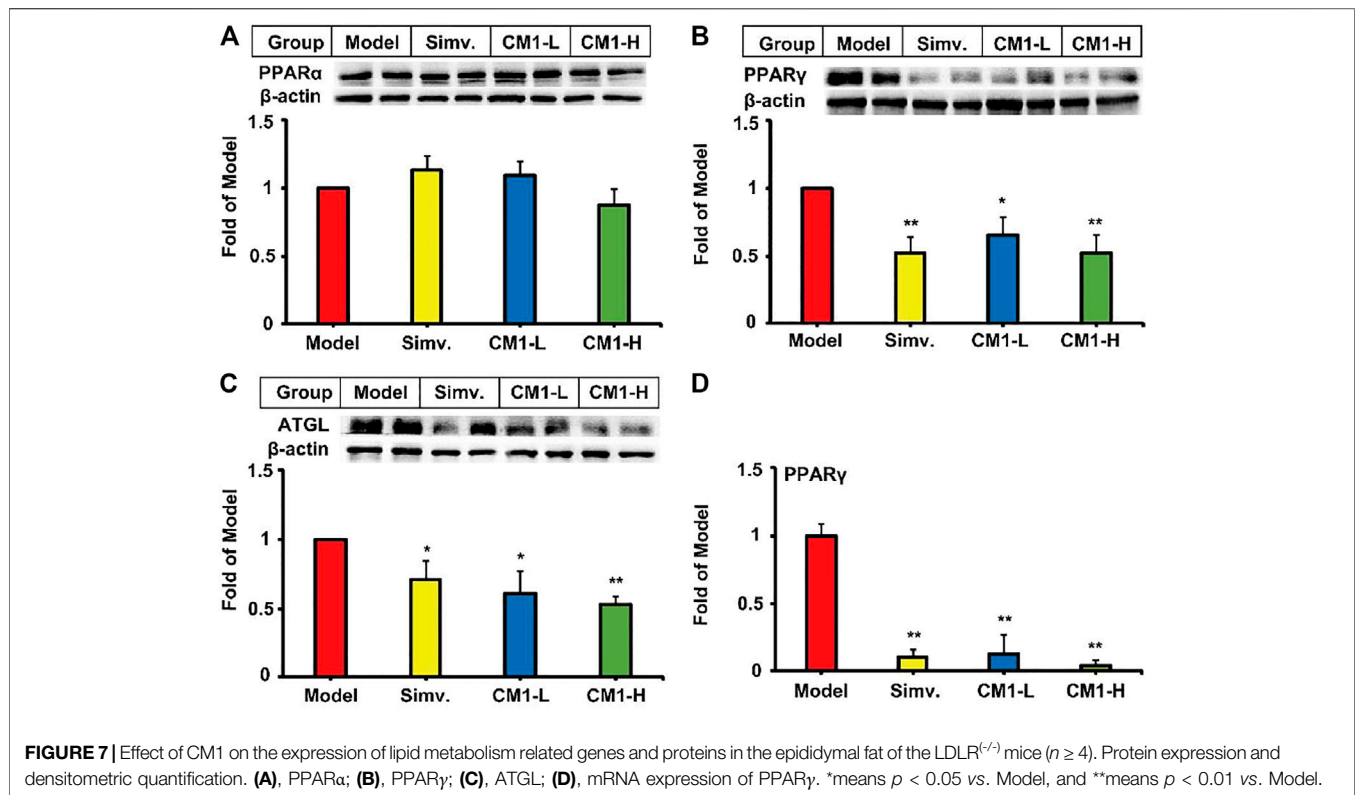 A
Group Model Simv. CM1-L CM1-H
PPARα
β-actin
Fold of Model
1.5
1
0.5
0
Model Simv. CM1-L CM1-H
B
Group Model Simv. CM1-L CM1-H
PPARγ
β-actin
Fold of Model
1.5
1
0.5
0
** * **
Model Simv. CM1-L CM1-H
C
Group Model Simv. CM1-L CM1-H
ATGL
β-actin
Fold of Model
1.5
1
0.5
0
* * **
Model Simv. CM1-L CM1-H
D
PPARγ
Fold of Model
1.5
1
0.5
0
** ** **
Model Simv. CM1-L CM1-H
FIGURE 7 | Effect of CM1 on the expression of lipid metabolism related genes and proteins in the epididymal fat of the LDLR(-/-) mice (n ≥ 4). Protein expression and
densitometric quantification. (A), PPARα; (B), PPARγ; (C), ATGL; (D), mRNA expression of PPARγ. *means p < 0.05 vs. Model, and **means p < 0.01 vs. Model.